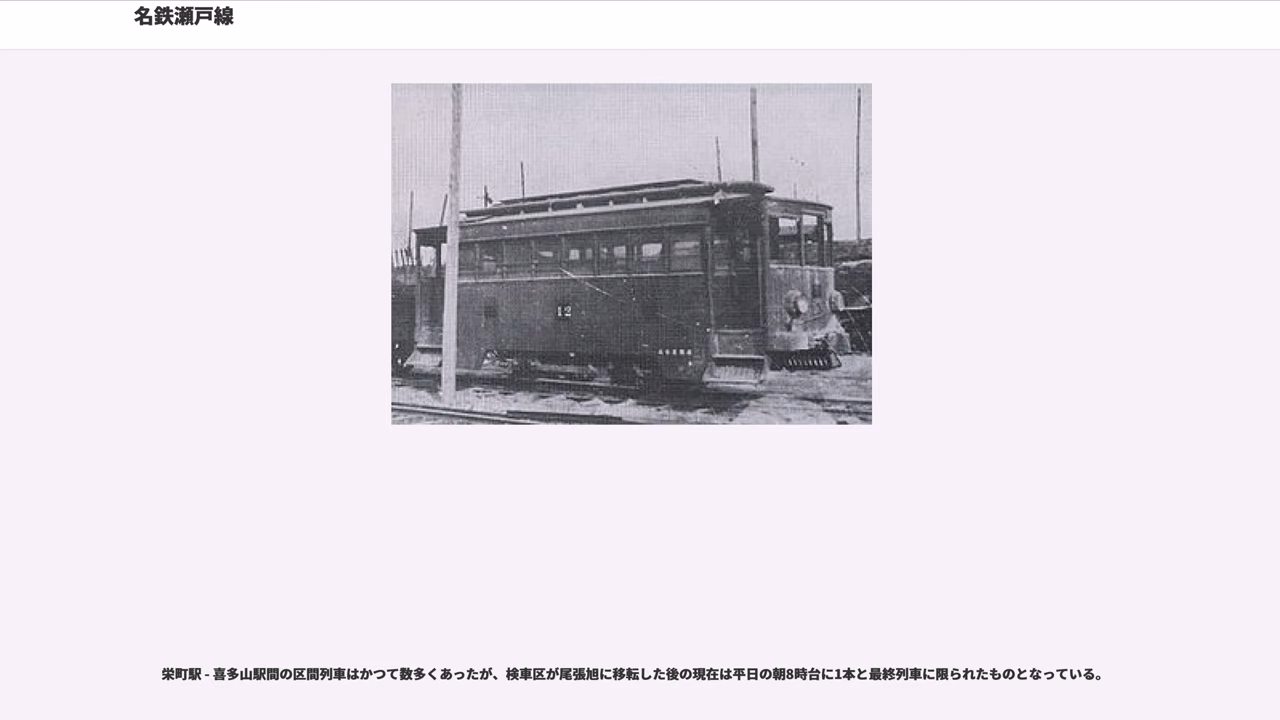 名鉄瀬戸線
12
栄町駅 - 喜多山駅間の区間列車はかつて数多くあったが、検車区が尾張旭に移転した後の現在は平日の朝8時台に1本と最終列車に限られたものとなっている。